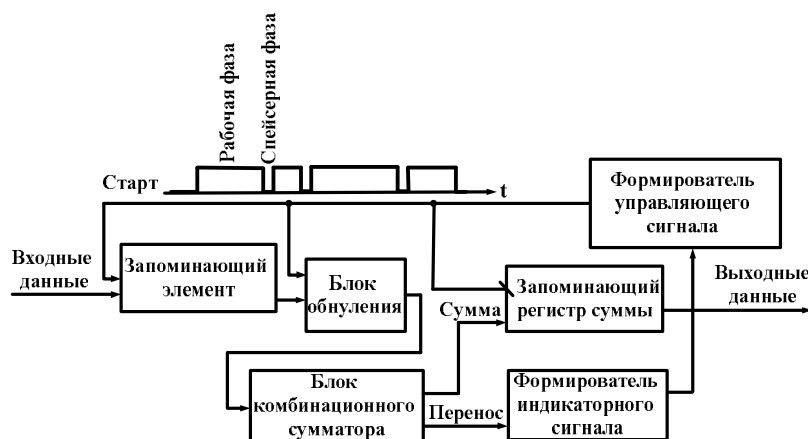 Рабочая фаза
Спейсерная фаза
Старт
t
Формирователь
управляющего
сигнала
Входные
данные
Запоминающий
элемент
Блок
обнуления
Сумма
Запоминающий
регистр суммы
Выходные
данные
Блок
комбинационного
сумматора
Перенос
Формирователь
индикаторного
сигнала